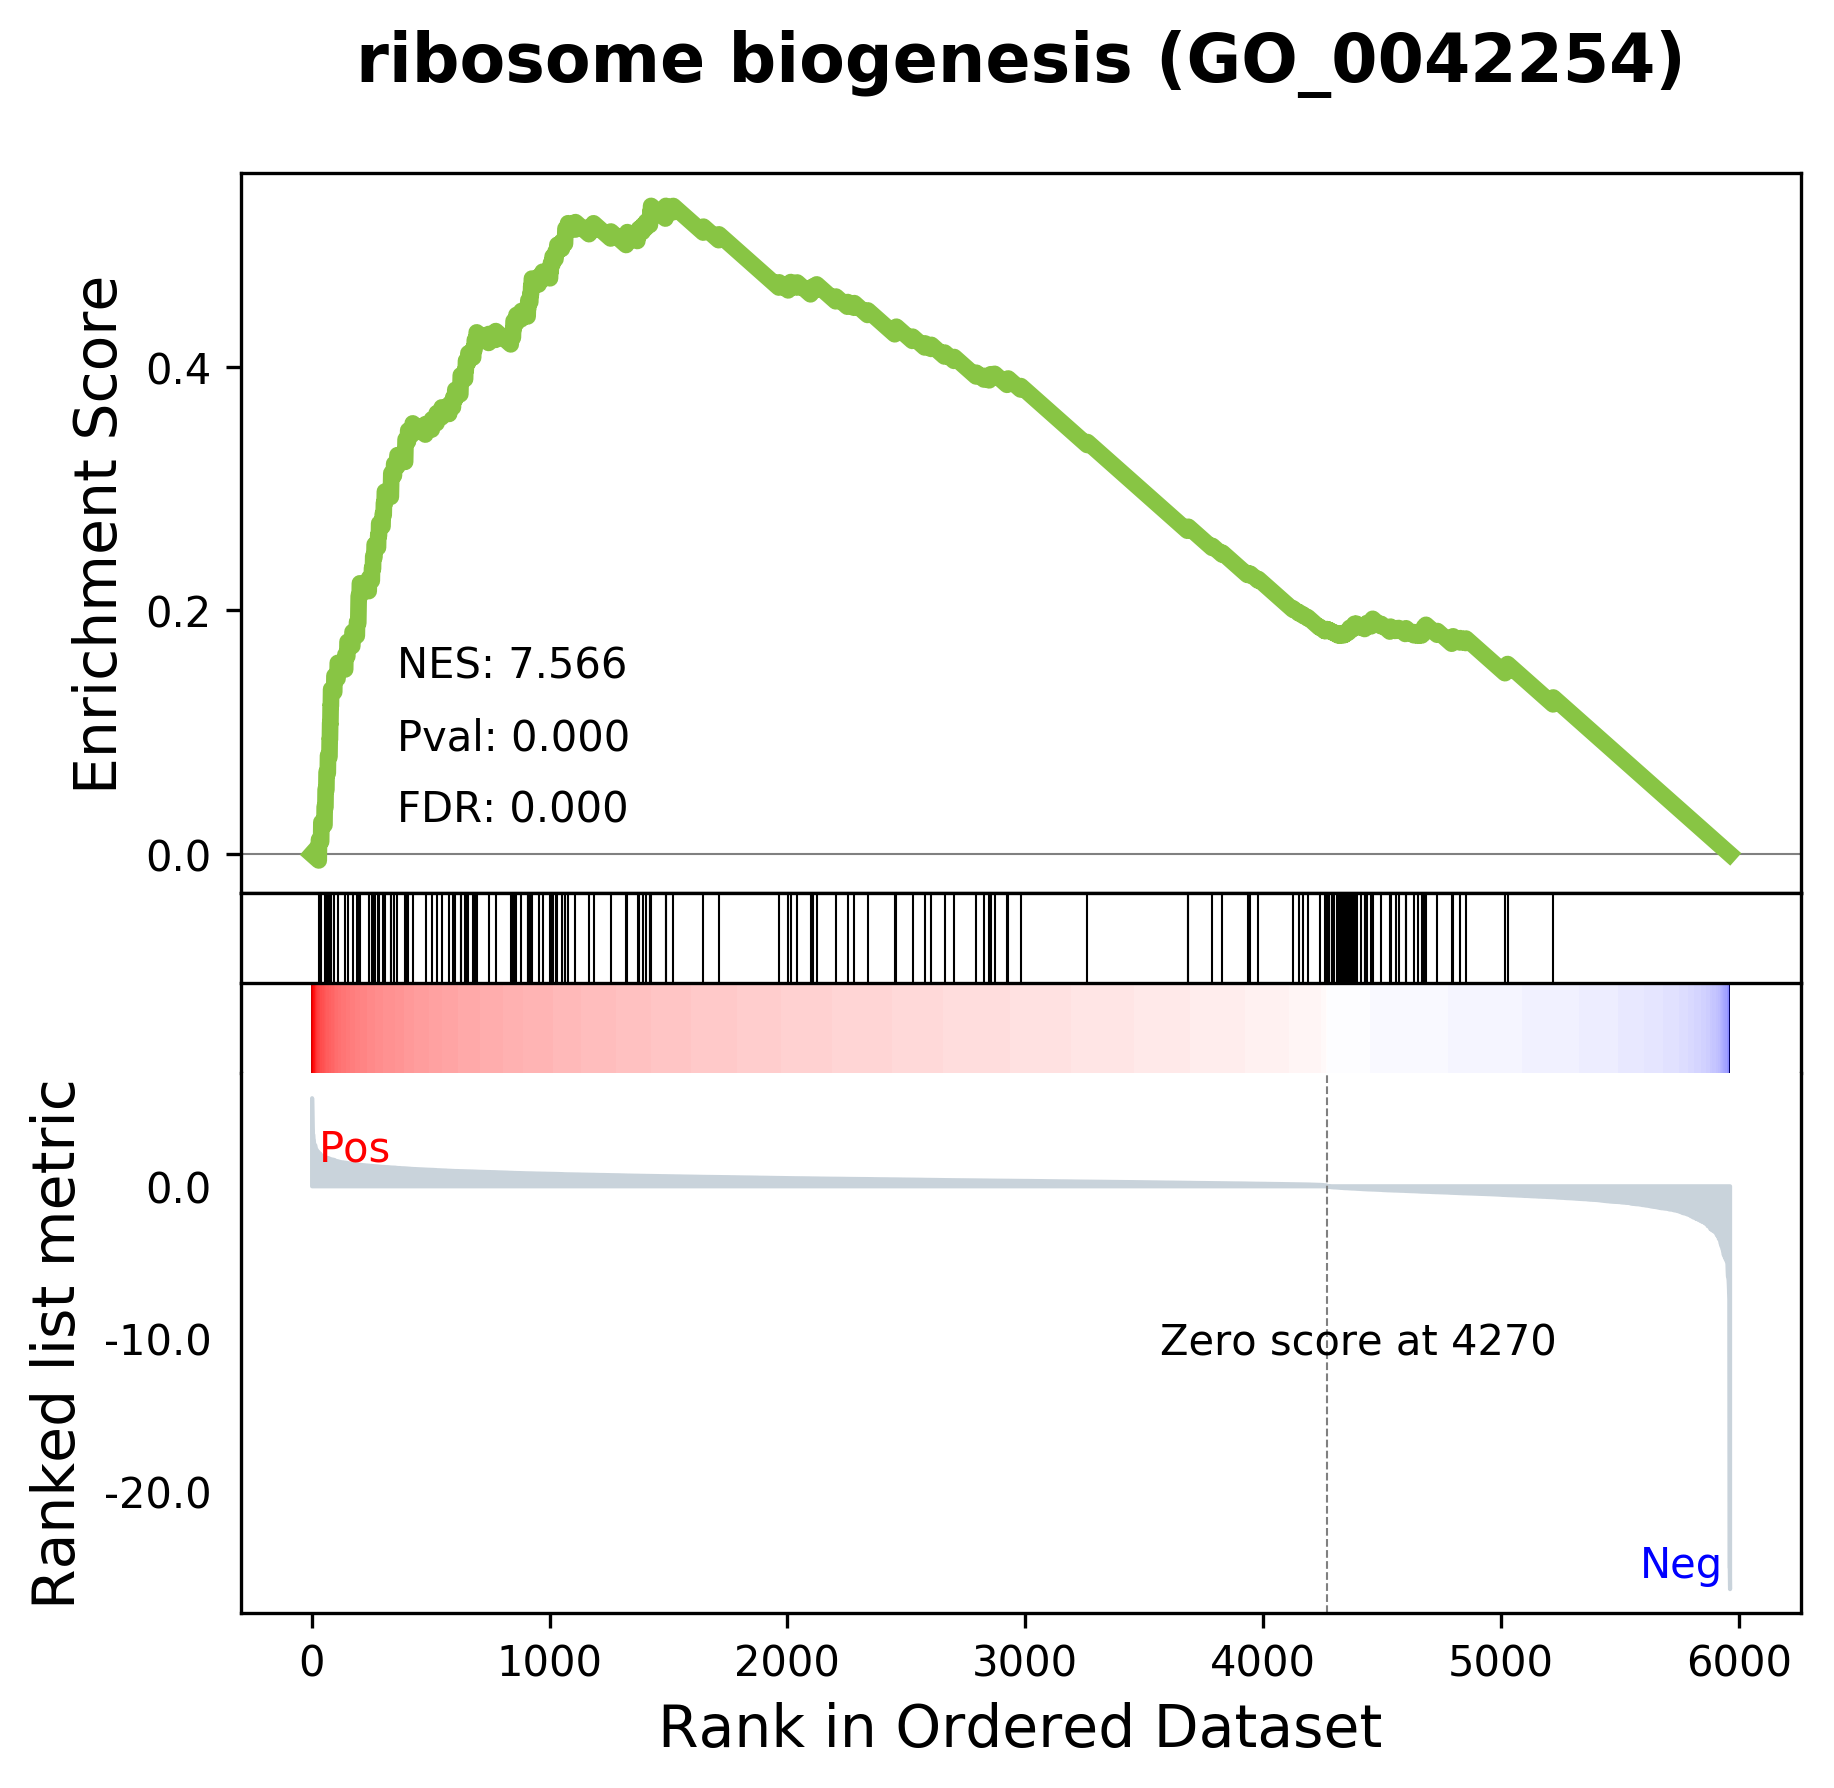 ribosome biogenesis (GO_0042254)
Enrichment Score
0.4
0.2
0.0
NES: 7.566
Pval: 0.000
FDR: 0.000
Ranked list metric
Pos
0.0
-10.0
-20.0
Zero score at 4270
Neg
0 1000 2000 3000 4000 5000 6000
Rank in Ordered Dataset